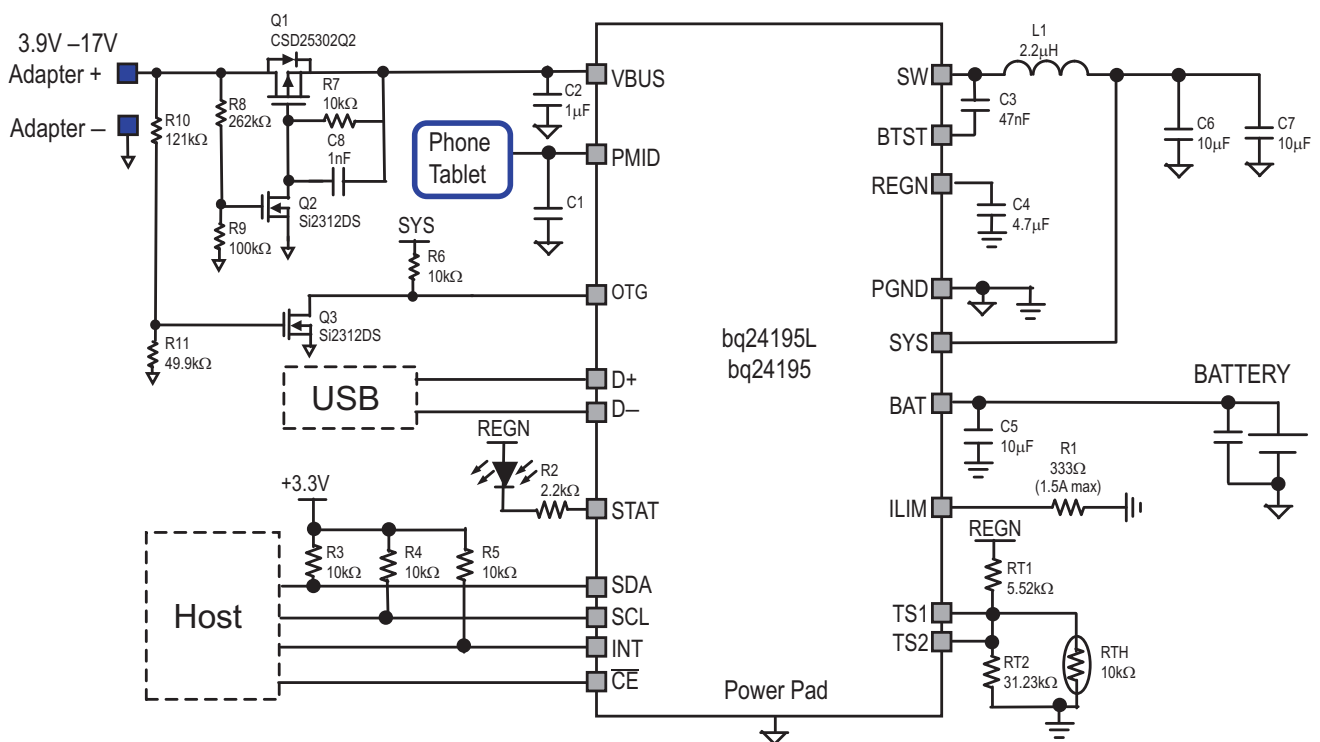 3.9V –17V
Adapter +
Adapter –
Q1
CSD25302Q2
R10
121kΩ
R8
262kΩ
R7
10kΩ
C8
1nF
Q2
Si2312DS
R9
100kΩ
C2
1µF
Phone
Tablet
C1
SYS
R6
10kΩ
Q3
Si2312DS
R11
49.9kΩ
USB
REGN
R2
2.2kΩ
+3.3V
R3
10kΩ
R4
10kΩ
R5
10kΩ
Host
VBUS
PMID
OTG
D+
D–
STAT
SDA
SCL
INT
CE
bq24195L
bq24195
Power Pad
SW
BTST
REGN
PGND
SYS
BAT
ILIM
TS1
TS2
L1
2.2µH
C3
47nF
C4
4.7µF
C6
10µF
C7
10µF
BATTERY
C5
10µF
R1
333Ω
(1.5A max)
REGN
RT1
5.52kΩ
RT2
31.23kΩ
RTH
10kΩ